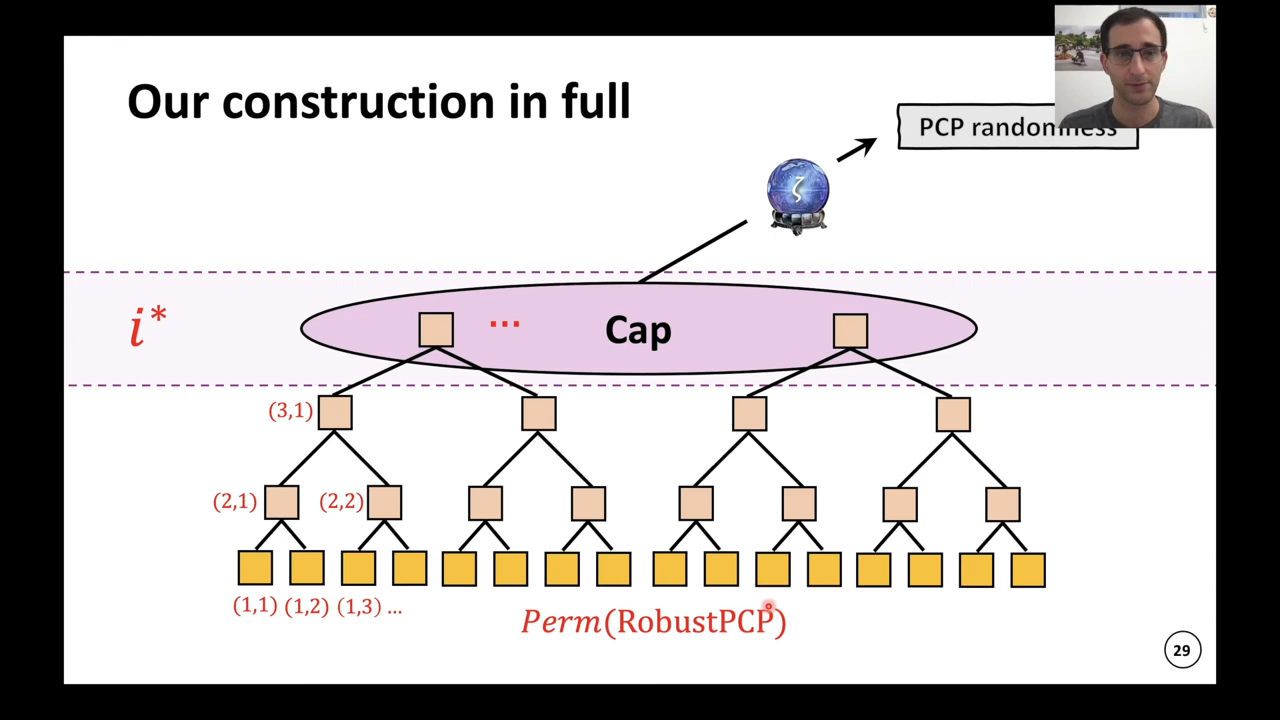 Our construction in full
PCP randomness
ζ
i*
...
Cap
(3,1)
(2,1) (2,2)
(1,1) (1,2) (1,3) ...
Perm(RobustPCP)
29